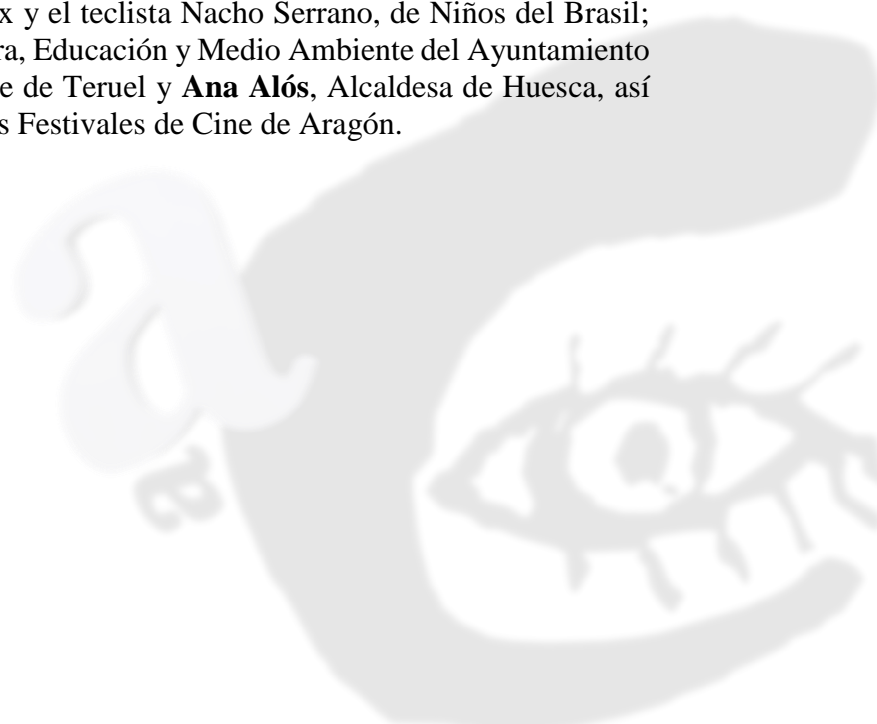 x y el teclista Nacho Serrano, de Niños del Brasil;
ra, Educación y Medio Ambiente del Ayuntamiento
e de Teruel y Ana Alós, Alcaldesa de Huesca, así
s Festivales de Cine de Aragón.